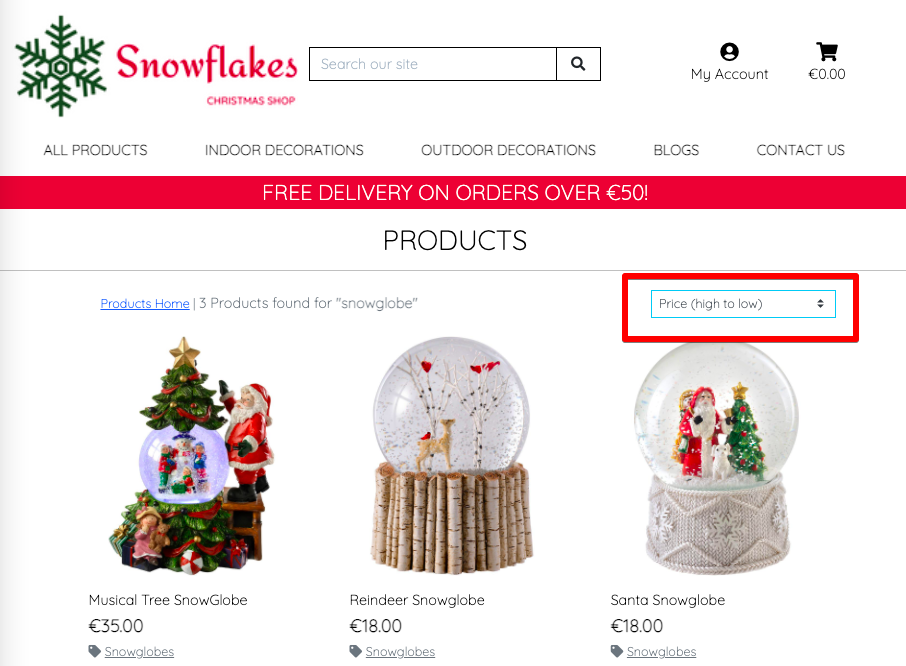 Snowflakes
CHRISTMAS SHOP
Search our site
My Account
€0.00
ALL PRODUCTS
INDOOR DECORATIONS
OUTDOOR DECORATIONS
BLOGS
CONTACT US
FREE DELIVERY ON ORDERS OVER €50!
PRODUCTS
Products Home | 3 Products found for "snowglobe"
Price (high to low)
Musical Tree SnowGlobe
€35.00
Snowglobes
Reindeer Snowglobe
€18.00
Snowglobes
Santa Snowglobe
€18.00
Snowglobes